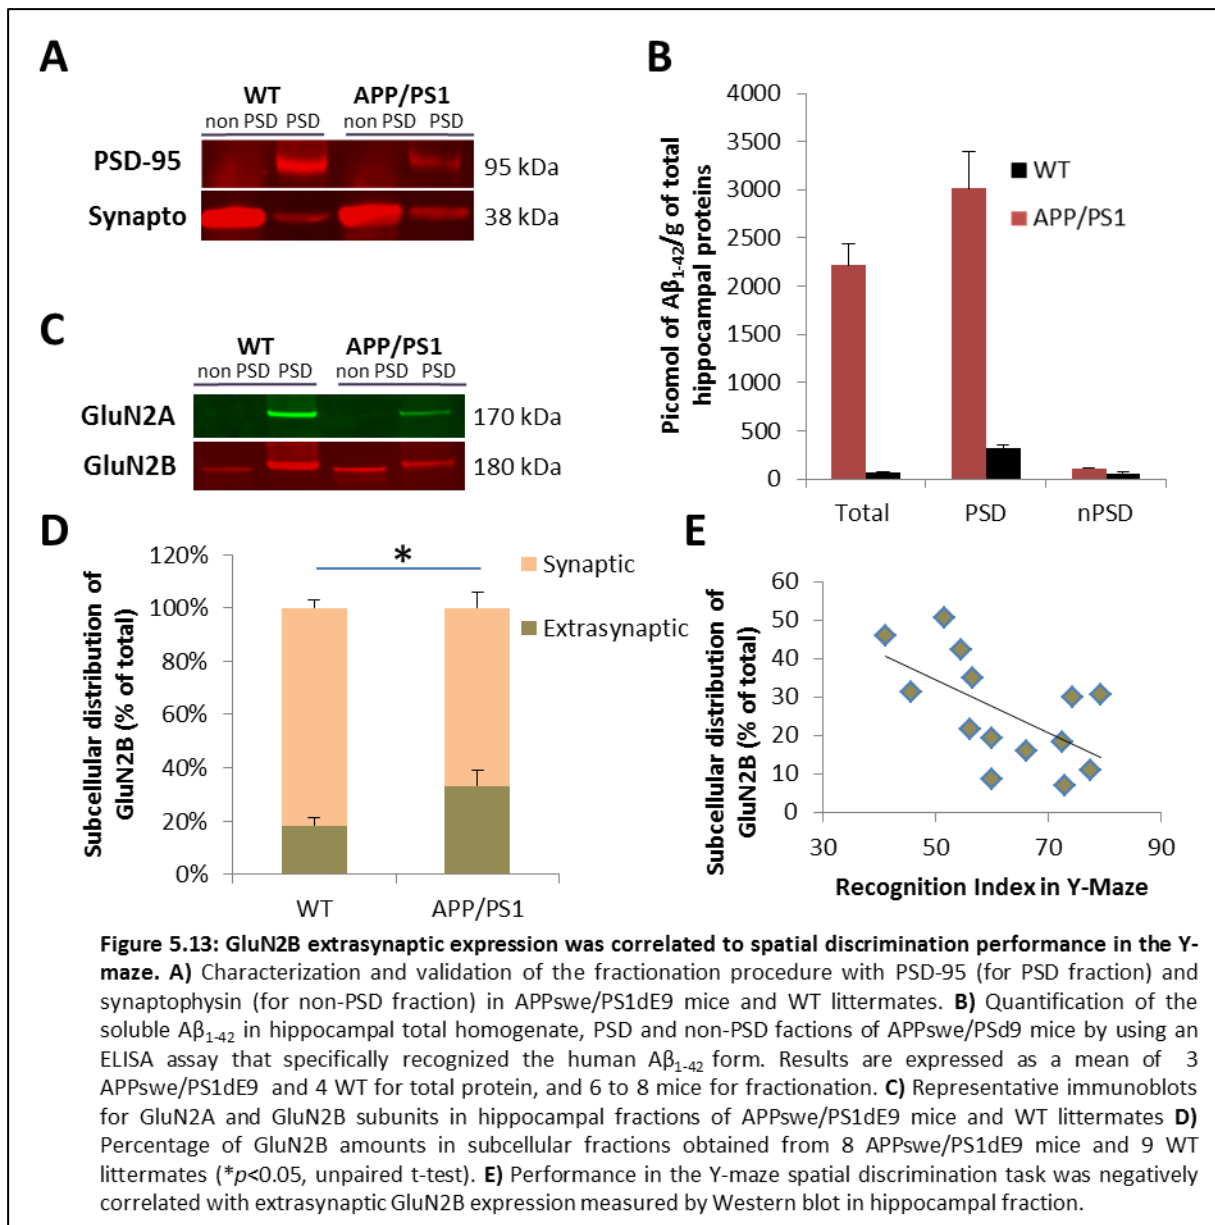 A
WT APP/PS1
non PSD PSD non PSD PSD
PSD-95 95 kDa
Synapto 38 kDa
B
4000
3500
3000
2500
2000
1500
1000
500
0
Picomol of Aβ1-42/g of total
hippocampal proteins
WT
APP/PS1
Total PSD nPSD
C
WT APP/PS1
non PSD PSD non PSD PSD
GluN2A 170 kDa
GluN2B 180 kDa
D
120%
100%
80%
60%
40%
20%
0%
Subcellular distribution of
GluN2B (% of total)
*
Synaptic
Extrasynaptic
WT APP/PS1
E
60
50
40
30
20
10
0
Subcellular distribution of
GluN2B (% of total)
30 50 70 90
Recognition Index in Y-Maze
Figure 5.13: GluN2B extrasynaptic expression was correlated to spatial discrimination performance in the Y-
maze. A) Characterization and validation of the fractionation procedure with PSD-95 (for PSD fraction) and
synaptophysin (for non-PSD fraction) in APPswe/PS1dE9 mice and WT littermates. B) Quantification of the
soluble Aβ1-42 in hippocampal total homogenate, PSD and non-PSD factions of APPswe/PSd9 mice by using an
ELISA assay that specifically recognized the human Aβ1-42 form. Results are expressed as a mean of 3
APPswe/PS1dE9 and 4 WT for total protein, and 6 to 8 mice for fractionation. C) Representative immunoblots
for GluN2A and GluN2B subunits in hippocampal fractions of APPswe/PS1dE9 mice and WT littermates D)
Percentage of GluN2B amounts in subcellular fractions obtained from 8 APPswe/PS1dE9 mice and 9 WT
littermates (*p<0.05, unpaired t-test). E) Performance in the Y-maze spatial discrimination task was negatively
correlated with extrasynaptic GluN2B expression measured by Western blot in hippocampal fraction.